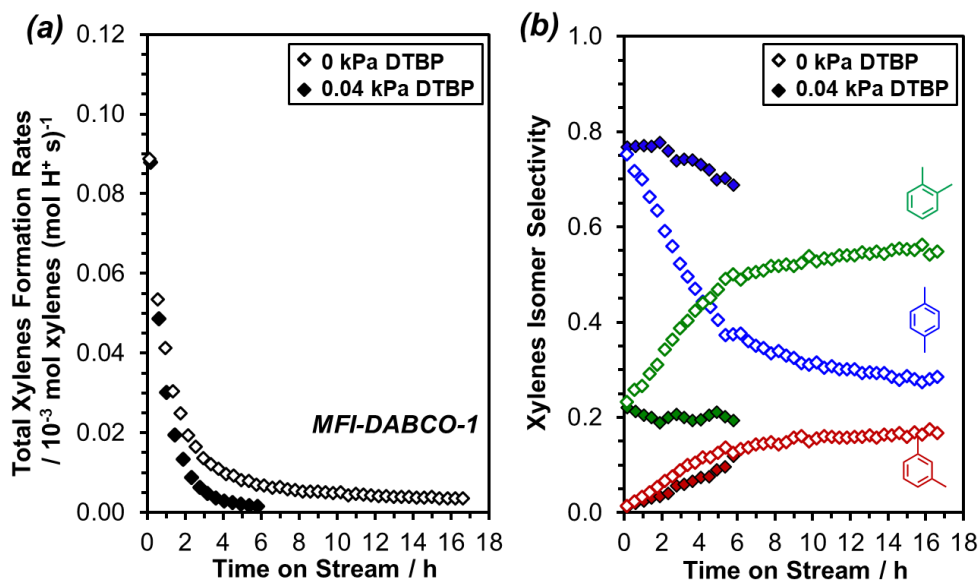 (a)
Total Xylenes Formation Rates
/ 10⁻³ mol xylenes (mol H⁺ s)⁻¹
0.12
0.10
0.08
0.06
0.04
0.02
0.00
0 kPa DTBP
0.04 kPa DTBP
MFI-DABCO-1
0 2 4 6 8 10 12 14 16 18
Time on Stream / h
(b)
Xylenes Isomer Selectivity
1.0
0.8
0.6
0.4
0.2
0.0
0 kPa DTBP
0.04 kPa DTBP
0 2 4 6 8 10 12 14 16 18
Time on Stream / h